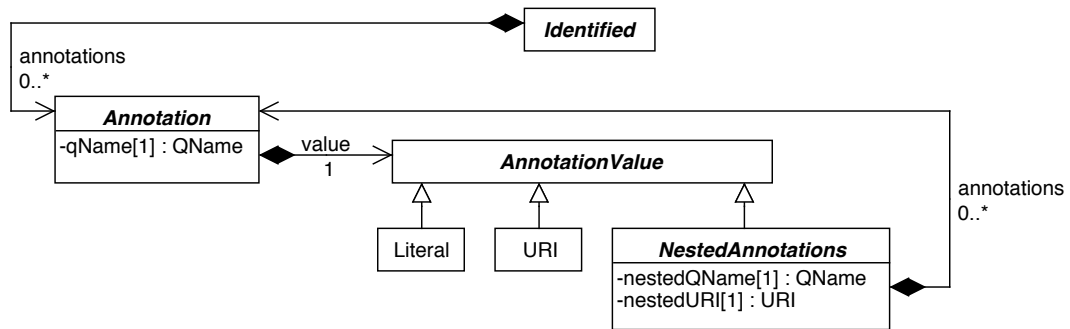 Identified
annotations
0..*
Annotation
-qName[1] : QName
value
1
AnnotationValue
annotations
0..*
Literal
URI
NestedAnnotations
-nestedQName[1] : QName
-nestedURI[1] : URI